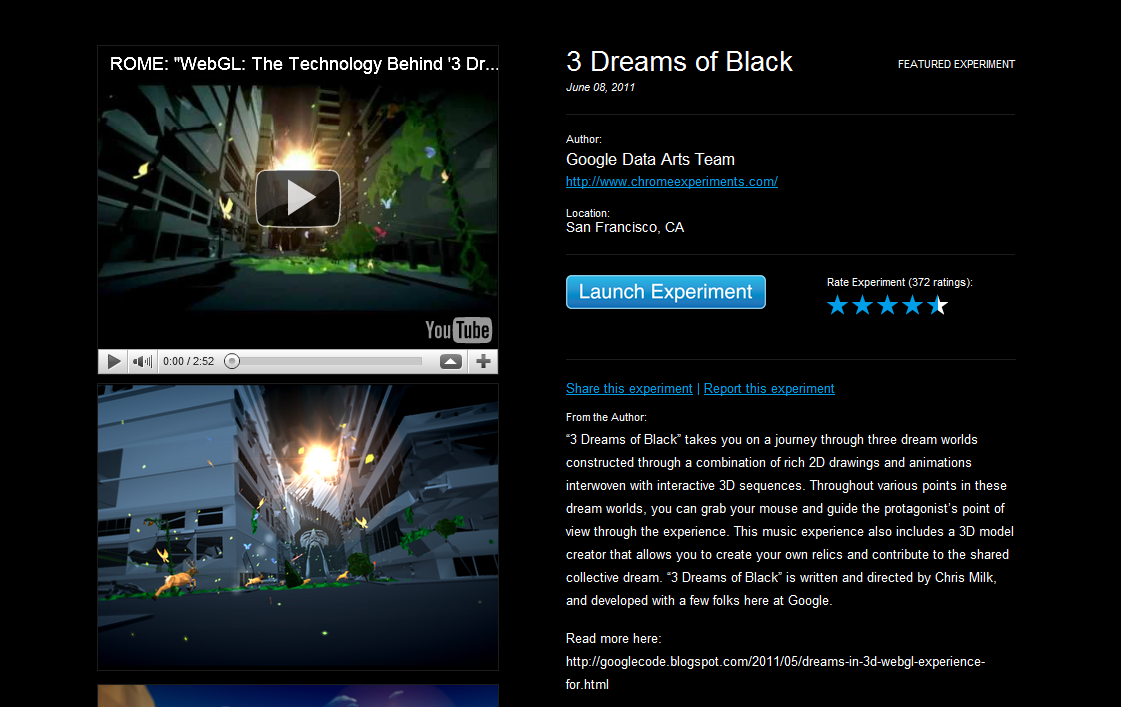 ROME: "WebGL: The Technology Behind '3 Dr...
YouTube
0:00 / 2:52
3 Dreams of Black
FEATURED EXPERIMENT
June 08, 2011
Author:
Google Data Arts Team
http://www.chromeexperiments.com/
Location:
San Francisco, CA
Launch Experiment
Rate Experiment (372 ratings):
Share this experiment | Report this experiment
From the Author:
“3 Dreams of Black” takes you on a journey through three dream worlds
constructed through a combination of rich 2D drawings and animations
interwoven with interactive 3D sequences. Throughout various points in these
dream worlds, you can grab your mouse and guide the protagonist’s point of
view through the experience. This music experience also includes a 3D model
creator that allows you to create your own relics and contribute to the shared
collective dream. “3 Dreams of Black” is written and directed by Chris Milk,
and developed with a few folks here at Google.
Read more here:
http://googlecode.blogspot.com/2011/05/dreams-in-3d-webgl-experience-
for.html